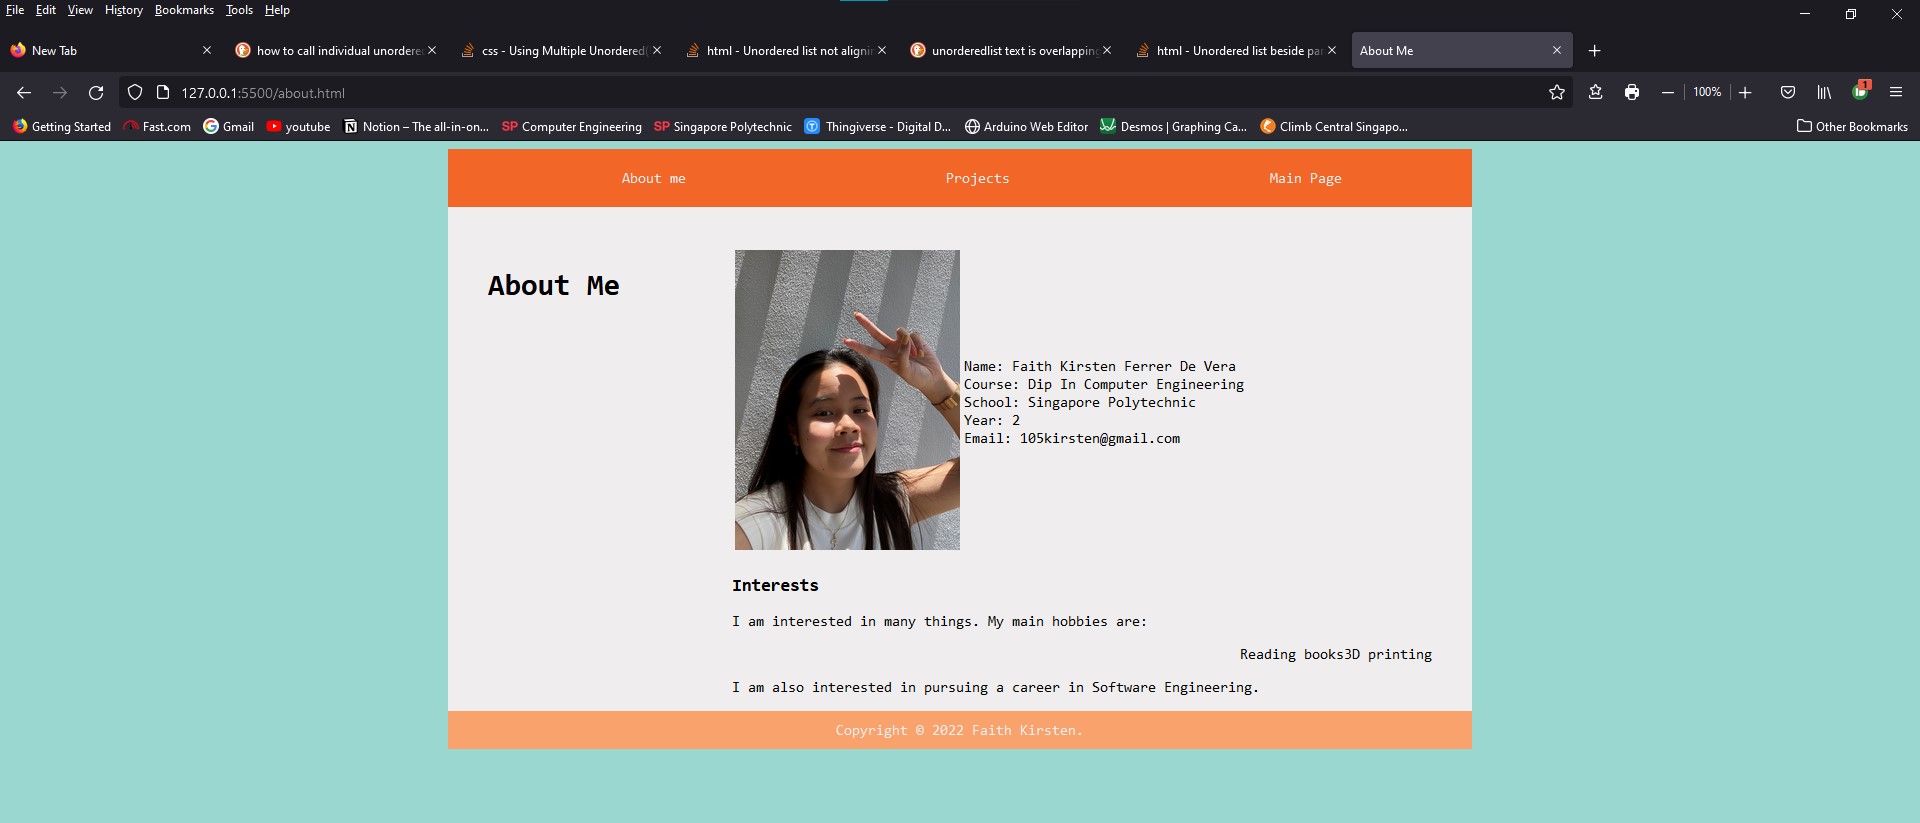 File Edit View History Bookmarks Tools Help
New Tab
how to call individual unordere
css - Using Multiple Unordered
html - Unordered list not alignin
unorderedlist text is overlapping
html - Unordered list beside par
About Me
127.0.0.1:5500/about.html
100%
1
Getting Started
Fast.com
Gmail
youtube
Notion – The all-in-on...
SP Computer Engineering
SP Singapore Polytechnic
Thingiverse - Digital D...
Arduino Web Editor
Desmos | Graphing Ca...
Climb Central Singapo...
Other Bookmarks
About me Projects Main Page
About Me
Name: Faith Kirsten Ferrer De Vera
Course: Dip In Computer Engineering
School: Singapore Polytechnic
Year: 2
Email: 105kirsten@gmail.com
Interests
I am interested in many things. My main hobbies are:
Reading books3D printing
I am also interested in pursuing a career in Software Engineering.
Copyright © 2022 Faith Kirsten.